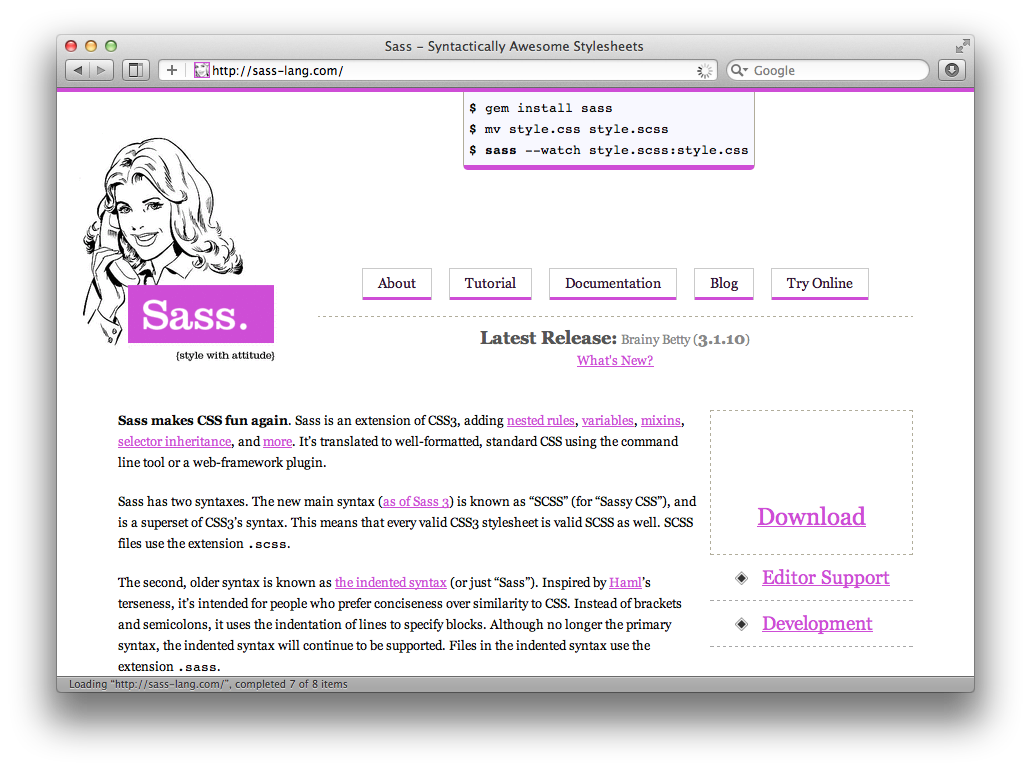 Sass – Syntactically Awesome Stylesheets
http://sass-lang.com/
Google
$ gem install sass
$ mv style.css style.scss
$ sass --watch style.scss:style.css
Sass.
{style with attitude}
About
Tutorial
Documentation
Blog
Try Online
Latest Release: Brainy Betty (3.1.10)
What's New?
Sass makes CSS fun again. Sass is an extension of CSS3, adding nested rules, variables, mixins,
selector inheritance, and more. It’s translated to well-formatted, standard CSS using the command
line tool or a web-framework plugin.
Sass has two syntaxes. The new main syntax (as of Sass 3) is known as “SCSS” (for “Sassy CSS”), and
is a superset of CSS3’s syntax. This means that every valid CSS3 stylesheet is valid SCSS as well. SCSS
files use the extension .scss.
The second, older syntax is known as the indented syntax (or just “Sass”). Inspired by Haml’s
terseness, it’s intended for people who prefer conciseness over similarity to CSS. Instead of brackets
and semicolons, it uses the indentation of lines to specify blocks. Although no longer the primary
syntax, the indented syntax will continue to be supported. Files in the indented syntax use the
extension .sass.
Download
Editor Support
Development
Loading “http://sass-lang.com/”, completed 7 of 8 items